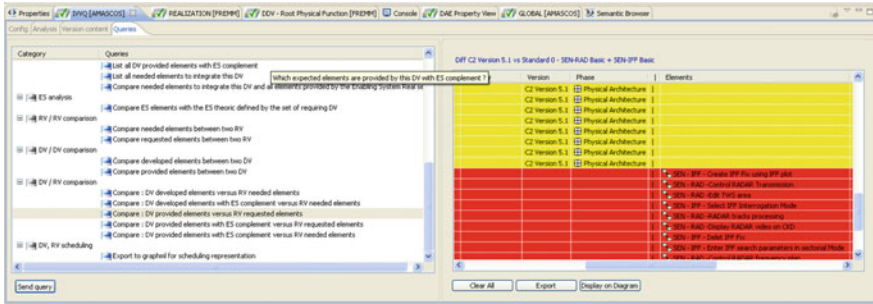 Properties DVVQ [AMASCOS] REALIZATION [FREMM] DDV - Root Physical Function [FREMM] Console DAE Property View GLOBAL [AMASCOS] Semantic Browser
Config Analysis Version content Queries
Category Queries
List all DV provided elements with ES complement
List all needed elements to integrate this DV
Which expected elements are provided by this DV with ES complement ?
Compare needed elements to integrate this DV and all elements provided by the Enabling System Real
ES analysis
Compare ES elements with the ES theoric defined by the set of requiring DV
RV / RV comparison
Compare needed elements between two RV
Compare requested elements between two RV
DV / DV comparison
Compare developed elements between two DV
Compare provided elements between two DV
DV / RV comparison
Compare : DV developed elements versus RV needed elements
Compare : DV developed elements with ES complement versus RV needed elements
Compare : DV provided elements versus RV requested elements
Compare : DV provided elements with ES complement versus RV requested elements
Compare : DV provided elements with ES complement versus RV needed elements
DV, RV scheduling
Export to graphml for scheduling representation
Send query
Diff C2 Version 5.1 vs Standard 0 - SEN-RAD Basic + SEN-IFF Basic
Version Phase Elements
C2 Version 5.1 Physical Architecture
C2 Version 5.1 Physical Architecture
C2 Version 5.1 Physical Architecture
C2 Version 5.1 Physical Architecture
C2 Version 5.1 Physical Architecture
C2 Version 5.1 Physical Architecture
C2 Version 5.1 Physical Architecture
SEN - IFF - Create IFF Fix using IFF plot
SEN - RAD -Control RADAR Transmission
SEN - RAD -Edit TWS area
SEN - IFF - Select IFF Interrogation Mode
SEN - RAD -RADAR tracks processing
SEN - RAD -Display RADAR video on CKD
SEN - IFF - Delet IFF Fix
SEN - IFF - Enter IFF search parameters in sectorial Mode
SEN - RAD -Control RADAR frequency plan
Clear All Export Display on Diagram